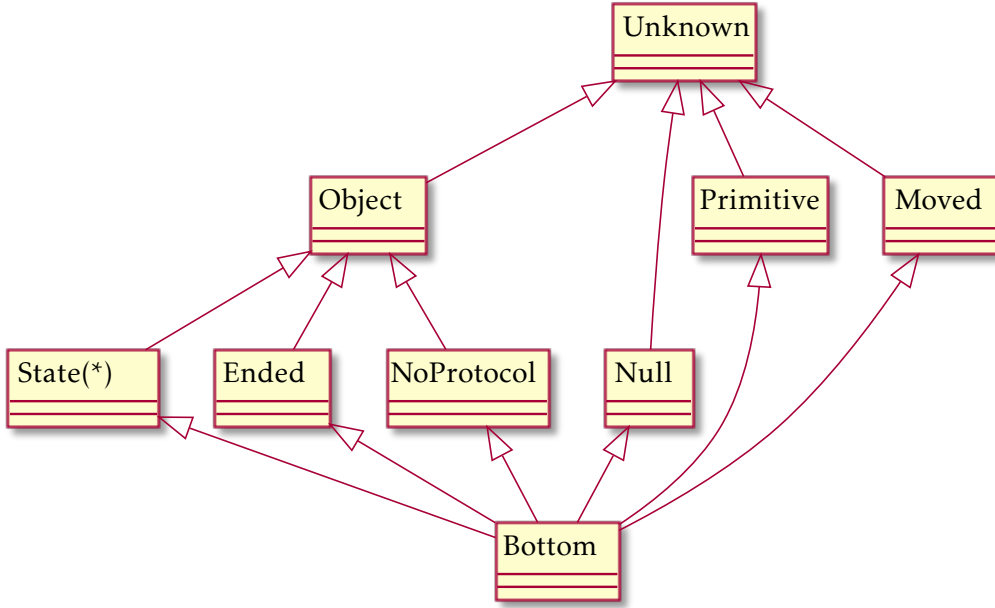 Unknown
Object
Primitive
Moved
State(*)
Ended
NoProtocol
Null
Bottom